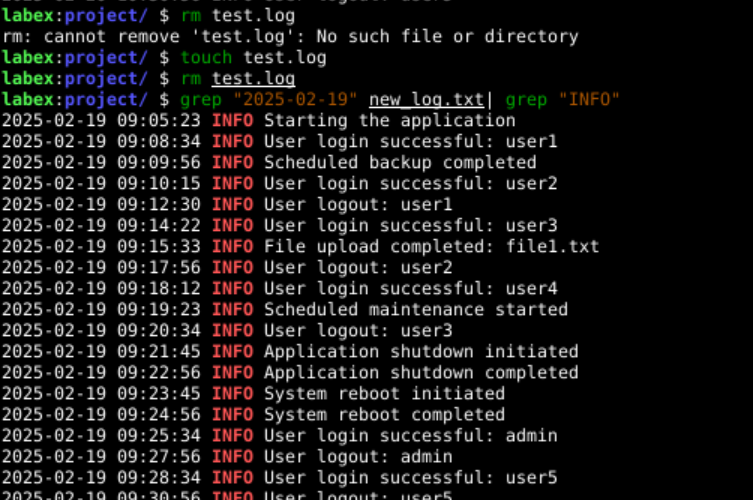 labex:project/ $ rm test.log
rm: cannot remove 'test.log': No such file or directory
labex:project/ $ touch test.log
labex:project/ $ rm test.log
labex:project/ $ grep "2025-02-19" new_log.txt| grep "INFO"
2025-02-19 09:05:23 INFO Starting the application
2025-02-19 09:08:34 INFO User login successful: user1
2025-02-19 09:09:56 INFO Scheduled backup completed
2025-02-19 09:10:15 INFO User login successful: user2
2025-02-19 09:12:30 INFO User logout: user1
2025-02-19 09:14:22 INFO User login successful: user3
2025-02-19 09:15:33 INFO File upload completed: file1.txt
2025-02-19 09:17:56 INFO User logout: user2
2025-02-19 09:18:12 INFO User login successful: user4
2025-02-19 09:19:23 INFO Scheduled maintenance started
2025-02-19 09:20:34 INFO User logout: user3
2025-02-19 09:21:45 INFO Application shutdown initiated
2025-02-19 09:22:56 INFO Application shutdown completed
2025-02-19 09:23:45 INFO System reboot initiated
2025-02-19 09:24:56 INFO System reboot completed
2025-02-19 09:25:34 INFO User login successful: admin
2025-02-19 09:27:56 INFO User logout: admin
2025-02-19 09:28:34 INFO User login successful: user5
2025-02-19 09:30:56 INFO User logout: user5